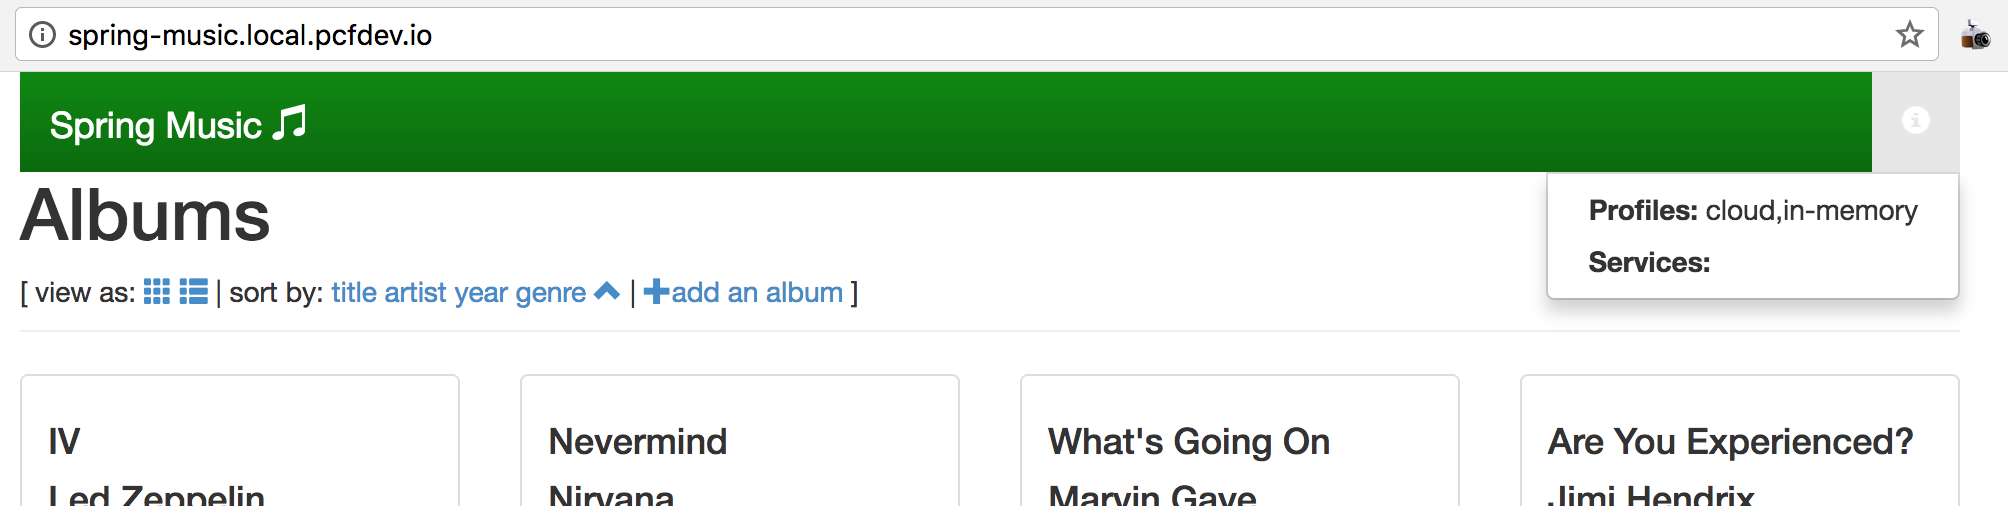 spring-music.local.pcfdev.io
Spring Music
Albums
Profiles: cloud,in-memory
Services:
[ view as: | sort by: title artist year genre | add an album ]
IV
Nevermind
What's Going On
Are You Experienced?
Led Zeppelin
Nirvana
Marvin Gaye
Jimi Hendrix